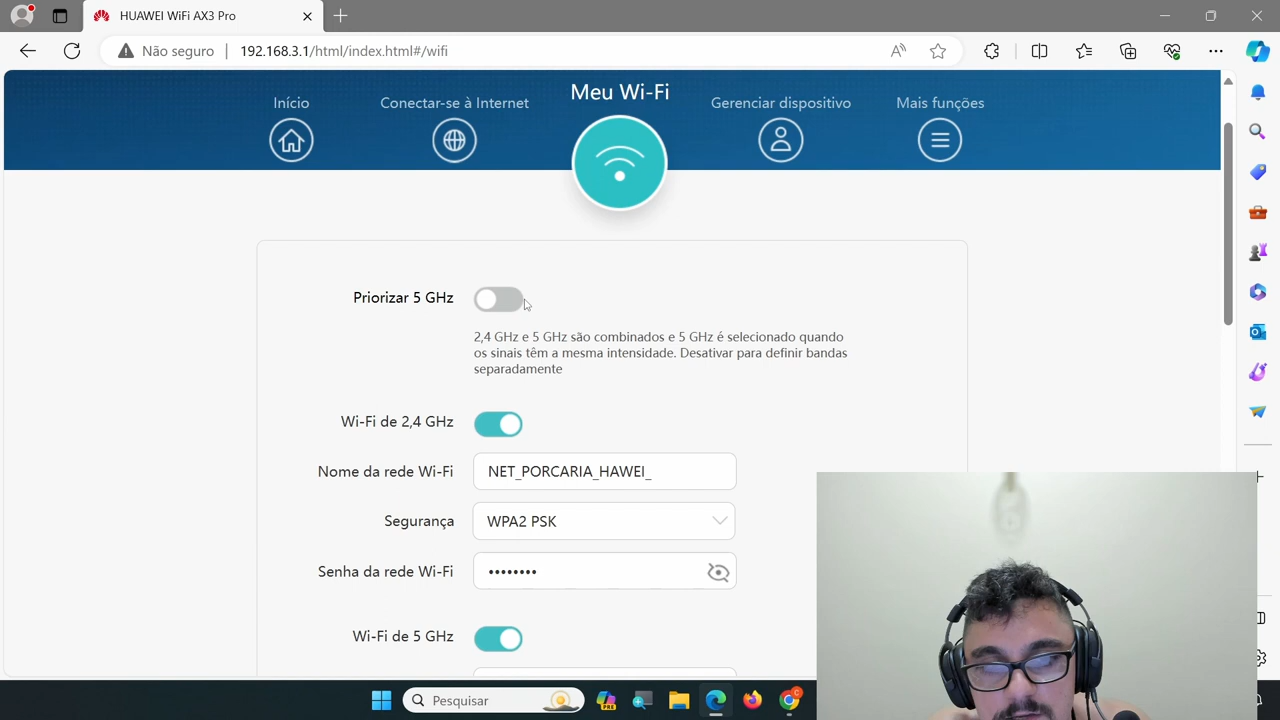 HUAWEI WiFi AX3 Pro
Não seguro
192.168.3.1/html/index.html#/wifi
Início
Conectar-se à Internet
Meu Wi-Fi
Gerenciar dispositivo
Mais funções
Priorizar 5 GHz
2,4 GHz e 5 GHz são combinados e 5 GHz é selecionado quando
os sinais têm a mesma intensidade. Desativar para definir bandas
separadamente
Wi-Fi de 2,4 GHz
Nome da rede Wi-Fi
NET_PORCARIA_HAWEI_
Segurança
WPA2 PSK
Senha da rede Wi-Fi
••••••••
Wi-Fi de 5 GHz
Pesquisar
PRE